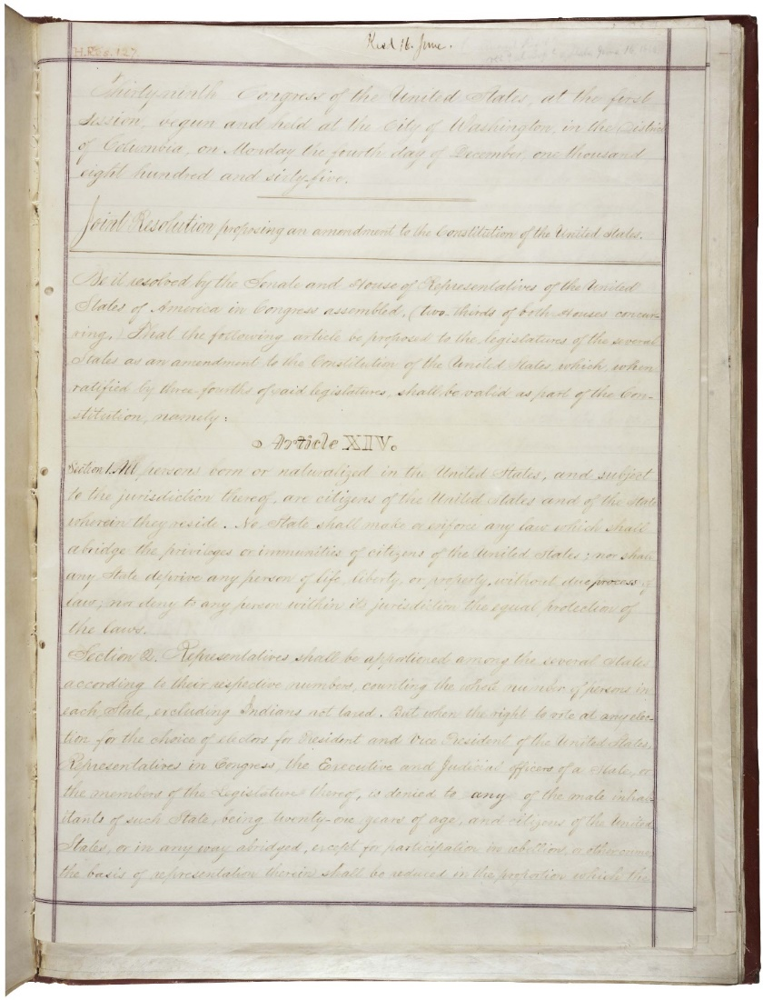 H.Res. 127
Recd 16. June.
Thirty-ninth Congress of the United States, at the first
Session, begun and held at the City of Washington, in the District
of Columbia, on Monday the fourth day of December, one thousand
eight hundred and sixty-five.
Joint Resolution proposing an amendment to the Constitution of the United States.
Be it resolved by the Senate and House of Representatives of the United
States of America in Congress assembled, (two-thirds of both Houses concur-
ring,) That the following article be proposed to the legislatures of the several
States as an amendment to the Constitution of the United States, which, when
ratified by three-fourths of said legislatures, shall be valid as part of the Con-
stitution, namely:
Article XIV.
Section 1. All persons born or naturalized in the United States, and subject
to the jurisdiction thereof, are citizens of the United States and of the State
wherein they reside. No State shall make or enforce any law which shall
abridge the privileges or immunities of citizens of the United States; nor shall
any State deprive any person of life, liberty, or property, without due process of
law; nor deny to any person within its jurisdiction the equal protection of
the laws.
Section 2. Representatives shall be apportioned among the several States
according to their respective numbers, counting the whole number of persons in
each State, excluding Indians not taxed. But when the right to vote at any elec-
tion for the choice of electors for President and Vice President of the United States,
Representatives in Congress, the Executive and Judicial officers of a State, or
the members of the Legislature thereof, is denied to any of the male inhab-
itants of such State, being twenty-one years of age, and citizens of the United
States, or in any way abridged, except for participation in rebellion, or other crime,
the basis of representation therein shall be reduced in the proportion which the